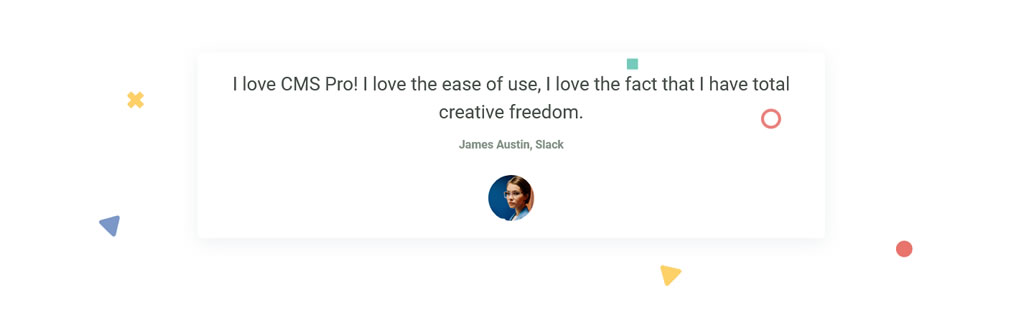 I love CMS Pro! I love the ease of use, I love the fact that I have total
creative freedom.
James Austin, Slack